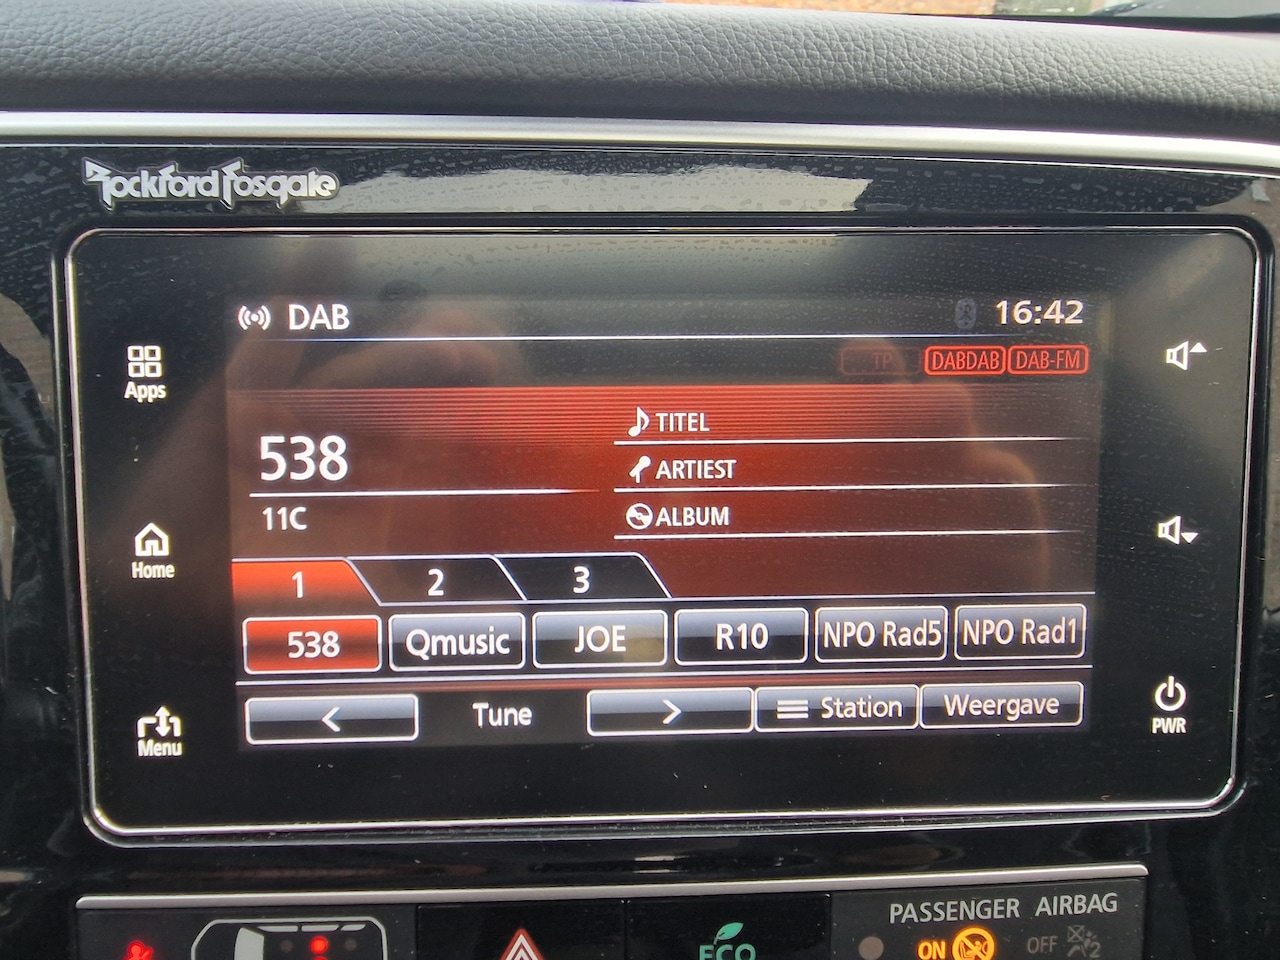 Rockford Fosgate
DAB 16:42
TP DABDAB DAB-FM
Apps
TITEL
538
ARTIEST
11C
ALBUM
Home
1 2 3
538 Qmusic JOE R10 NPO Rad5 NPO Rad1
< Tune > Station Weergave
Menu
PWR
PASSENGER AIRBAG
ECO
ON OFF 2